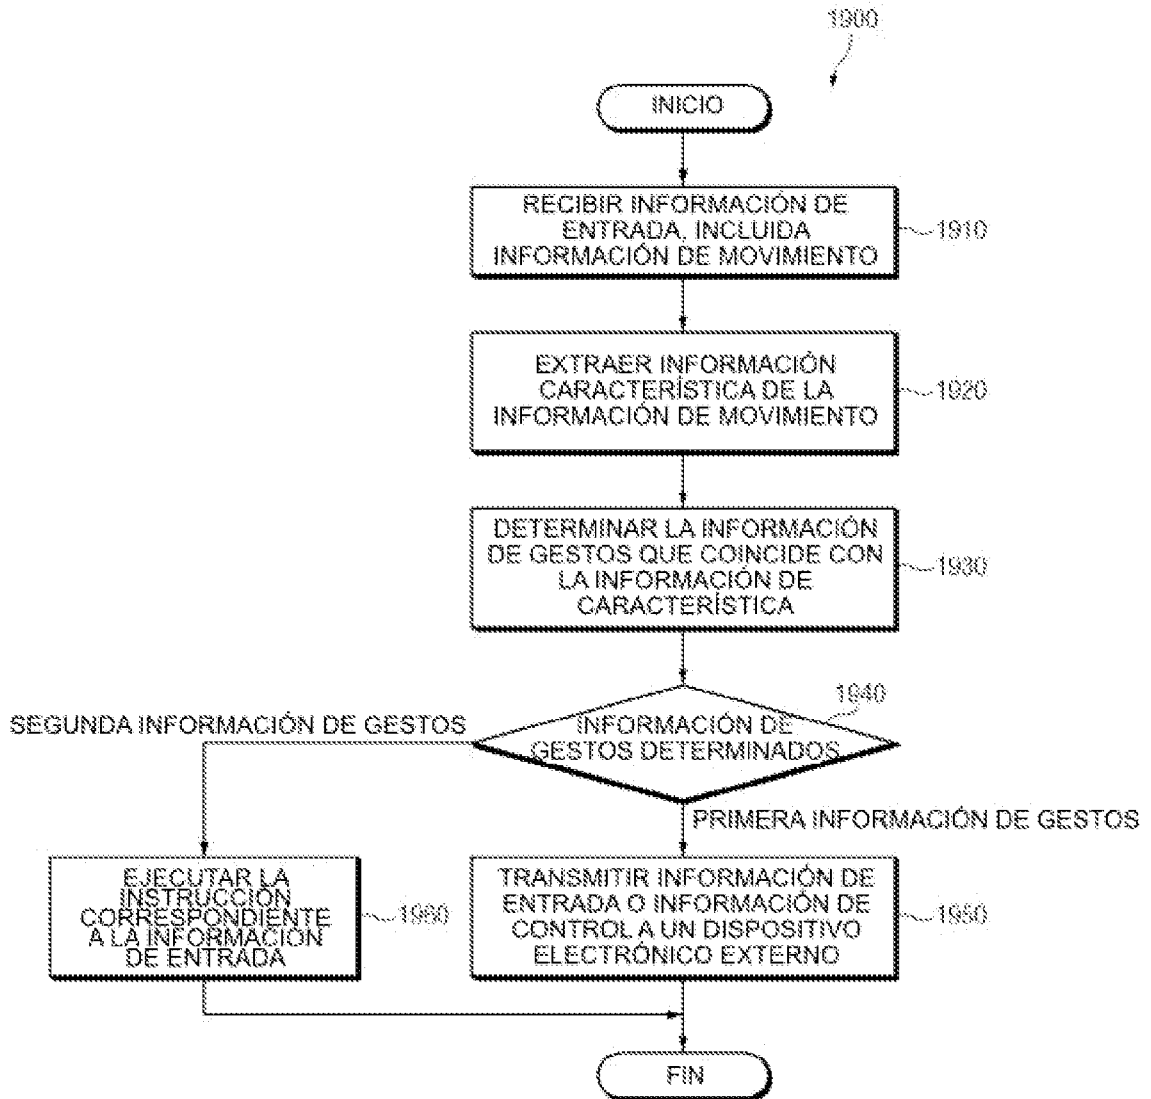 1900
INICIO
RECIBIR INFORMACIÓN DE
ENTRADA, INCLUIDA
INFORMACIÓN DE MOVIMIENTO
1910
EXTRAER INFORMACIÓN
CARACTERÍSTICA DE LA
INFORMACIÓN DE MOVIMIENTO
1920
DETERMINAR LA INFORMACIÓN
DE GESTOS QUE COINCIDE CON
LA INFORMACIÓN DE
CARACTERÍSTICA
1930
1940
SEGUNDA INFORMACIÓN DE GESTOS
INFORMACIÓN DE
GESTOS DETERMINADOS
PRIMERA INFORMACIÓN DE GESTOS
EJECUTAR LA
INSTRUCCIÓN
CORRESPONDIENTE
A LA INFORMACIÓN
DE ENTRADA
1960
TRANSMITIR INFORMACIÓN DE
ENTRADA O INFORMACIÓN DE
CONTROL A UN DISPOSITIVO
ELECTRÓNICO EXTERNO
1950
FIN